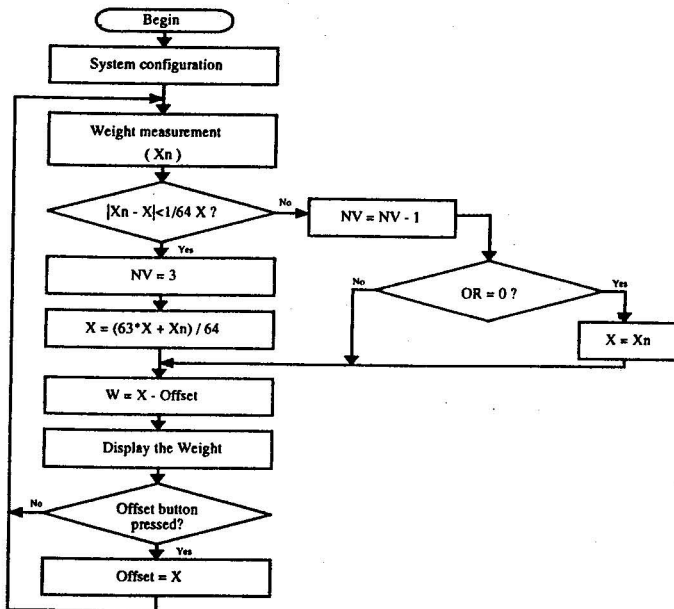 Begin
System configuration
Weight measurement
( Xn )
|Xn - X|<1/64 X ?
No
NV = NV - 1
Yes
NV = 3
No
OR = 0 ?
Yes
X = (63*X + Xn) / 64
X = Xn
W = X - Offset
Display the Weight
No
Offset button
pressed?
Yes
Offset = X